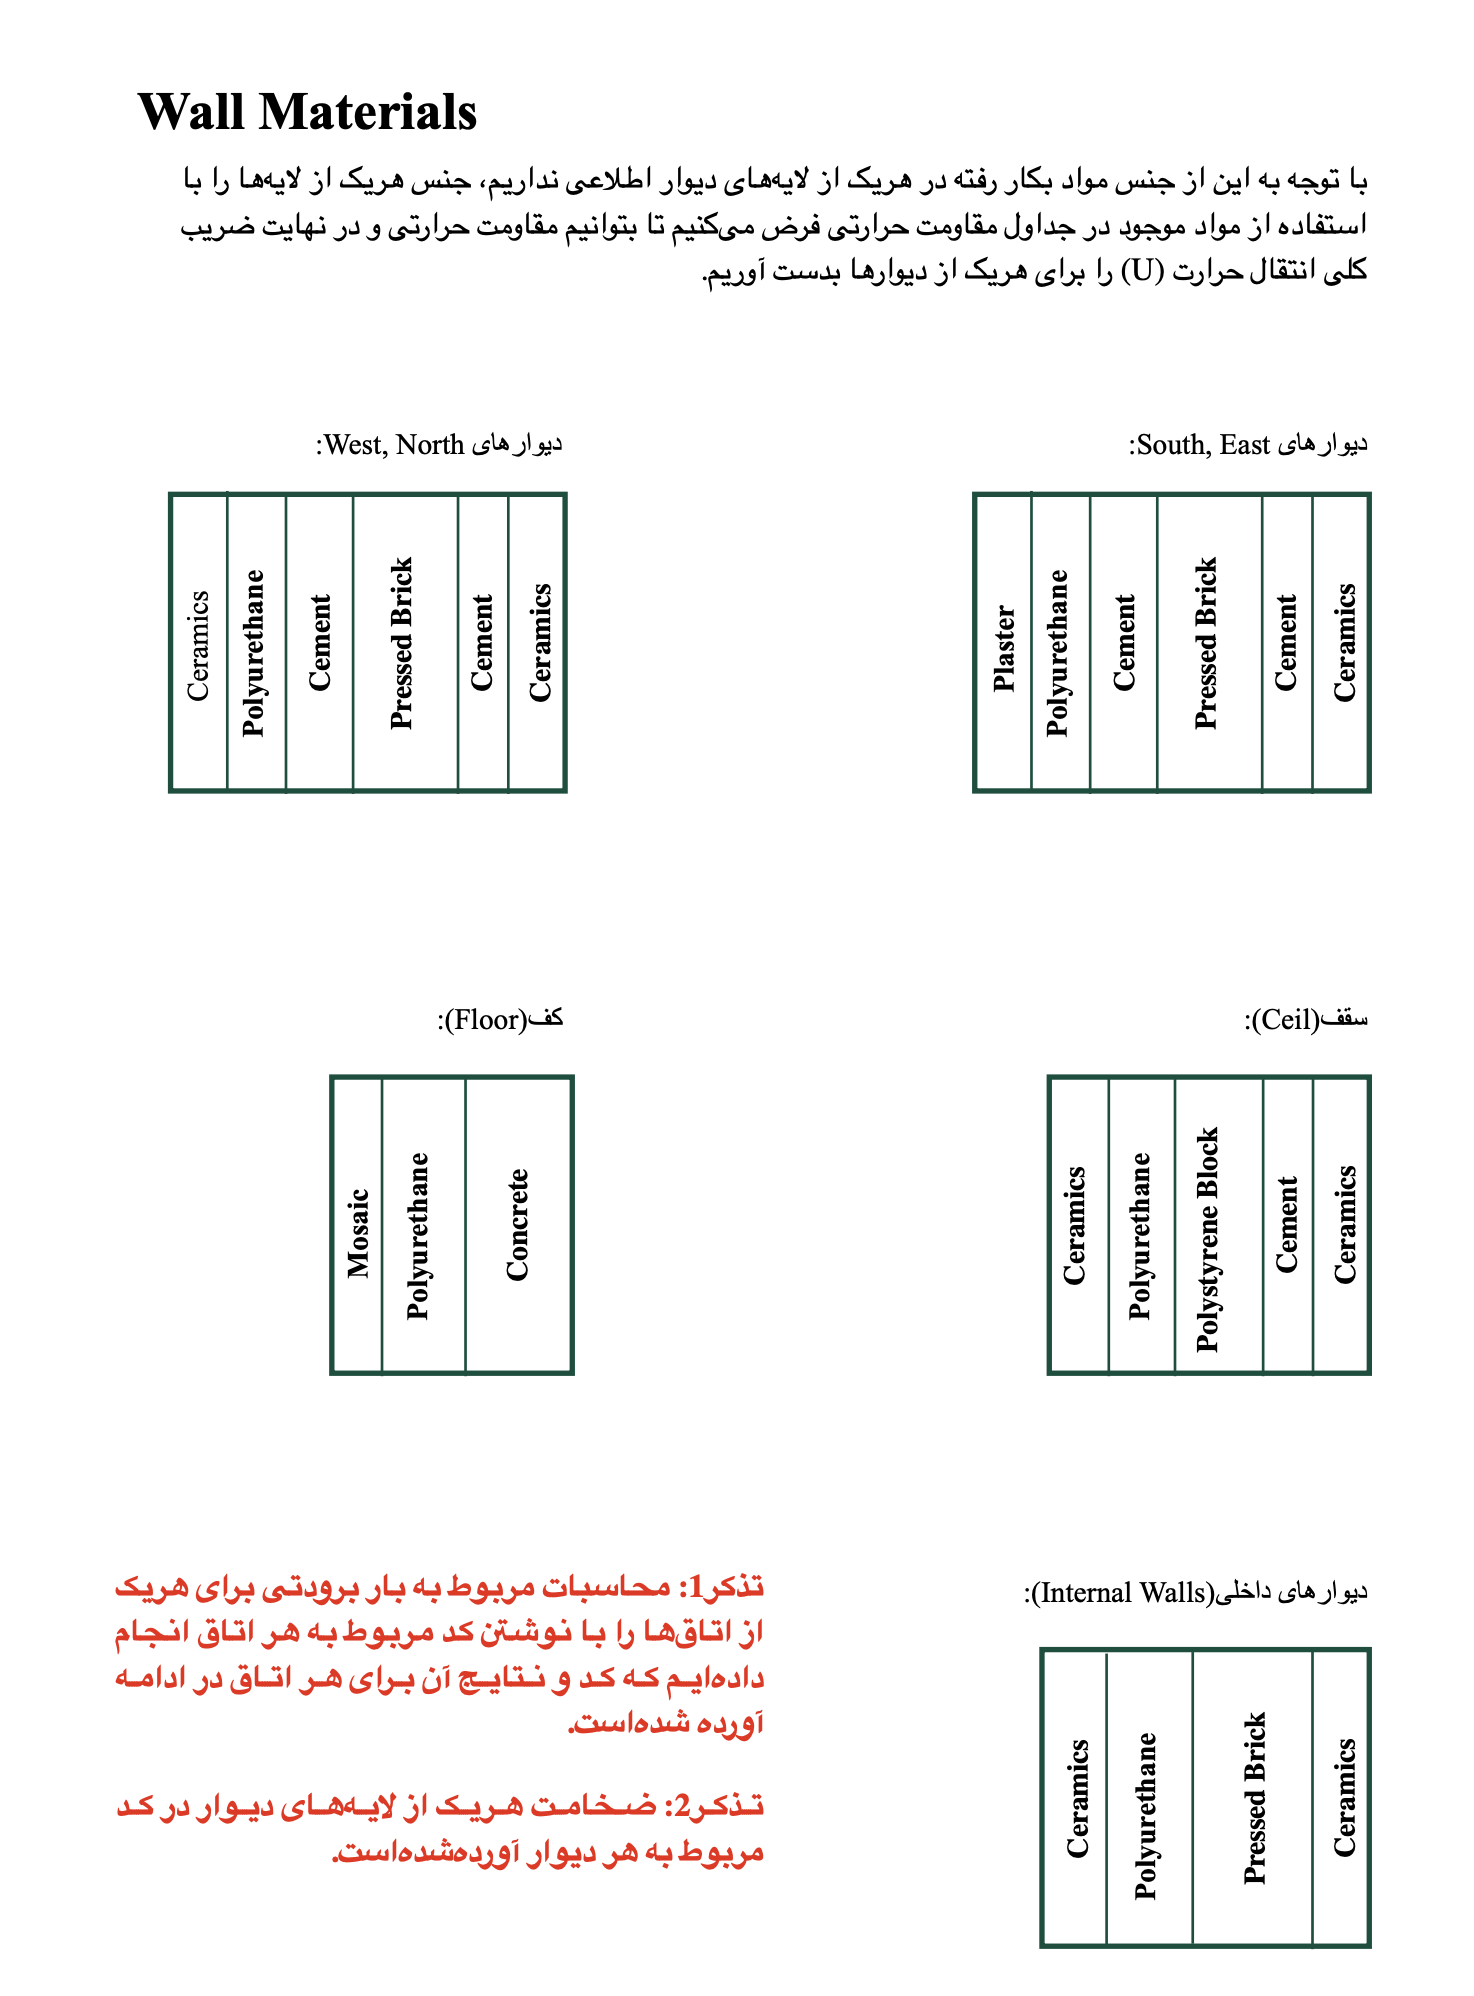 Wall Materials
با توجه به این از جنس مواد بکار رفته در هریک از لایه‌های دیوار اطلاعی نداریم، جنس هریک از لایه‌ها را با
استفاده از مواد موجود در جداول مقاومت حرارتی فرض می‌کنیم تا بتوانیم مقاومت حرارتی و در نهایت ضریب
کلی انتقال حرارت (U) را برای هریک از دیوارها بدست آوریم.
دیوارهای South, East:
Plaster
Polyurethane
Cement
Pressed Brick
Cement
Ceramics
دیوارهای West, North:
Ceramics
Polyurethane
Cement
Pressed Brick
Cement
Ceramics
سقف(Ceil):
Ceramics
Polyurethane
Polystyrene Block
Cement
Ceramics
کف(Floor):
Mosaic
Polyurethane
Concrete
دیوارهای داخلی(Internal Walls):
Ceramics
Polyurethane
Pressed Brick
Ceramics
تذکر1: محاسبات مربوط به بار برودتی برای هریک
از اتاق‌ها را با نوشتن کد مربوط به هر اتاق انجام
داده‌ایم که کد و نتایج آن برای هر اتاق در ادامه
آورده شده‌است.
تذکر2: ضخامت هریک از لایه‌های دیوار در کد
مربوط به هر دیوار آورده‌شده‌است.